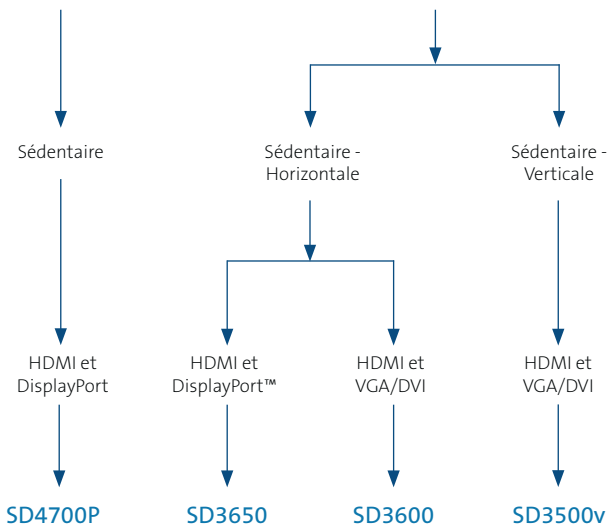 Sédentaire
Sédentaire -
Horizontale
Sédentaire -
Verticale
HDMI et
DisplayPort
HDMI et
DisplayPort™
HDMI et
VGA/DVI
HDMI et
VGA/DVI
SD4700P
SD3650
SD3600
SD3500v